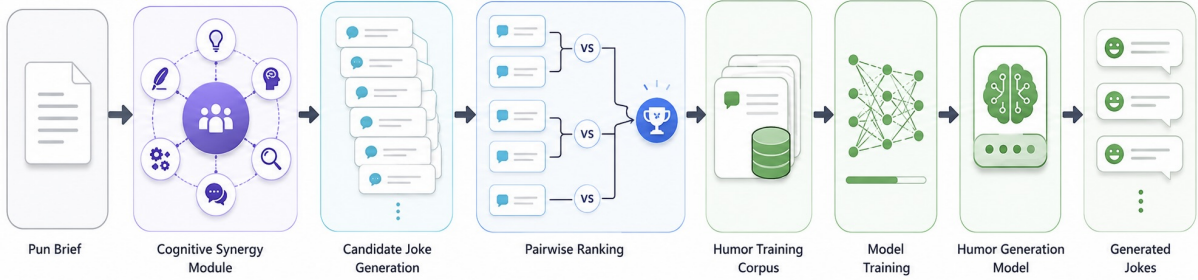 VS
VS
VS
Pun Brief
Cognitive Synergy
Module
Candidate Joke
Generation
Pairwise Ranking
Humor Training
Corpus
Model
Training
Humor Generation
Model
Generated
Jokes